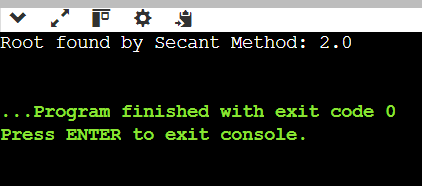 Root found by Secant Method: 2.0
...Program finished with exit code 0
Press ENTER to exit console.